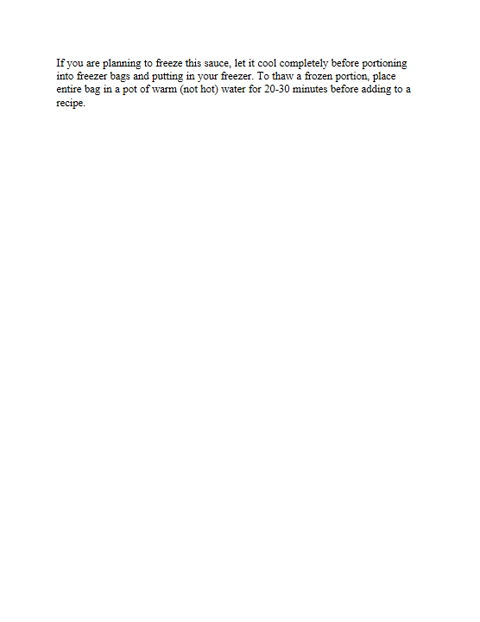 If you are planning to freeze this sauce, let it cool completely before portioning
into freezer bags and putting in your freezer. To thaw a frozen portion, place
entire bag in a pot of warm (not hot) water for 20-30 minutes before adding to a
recipe.